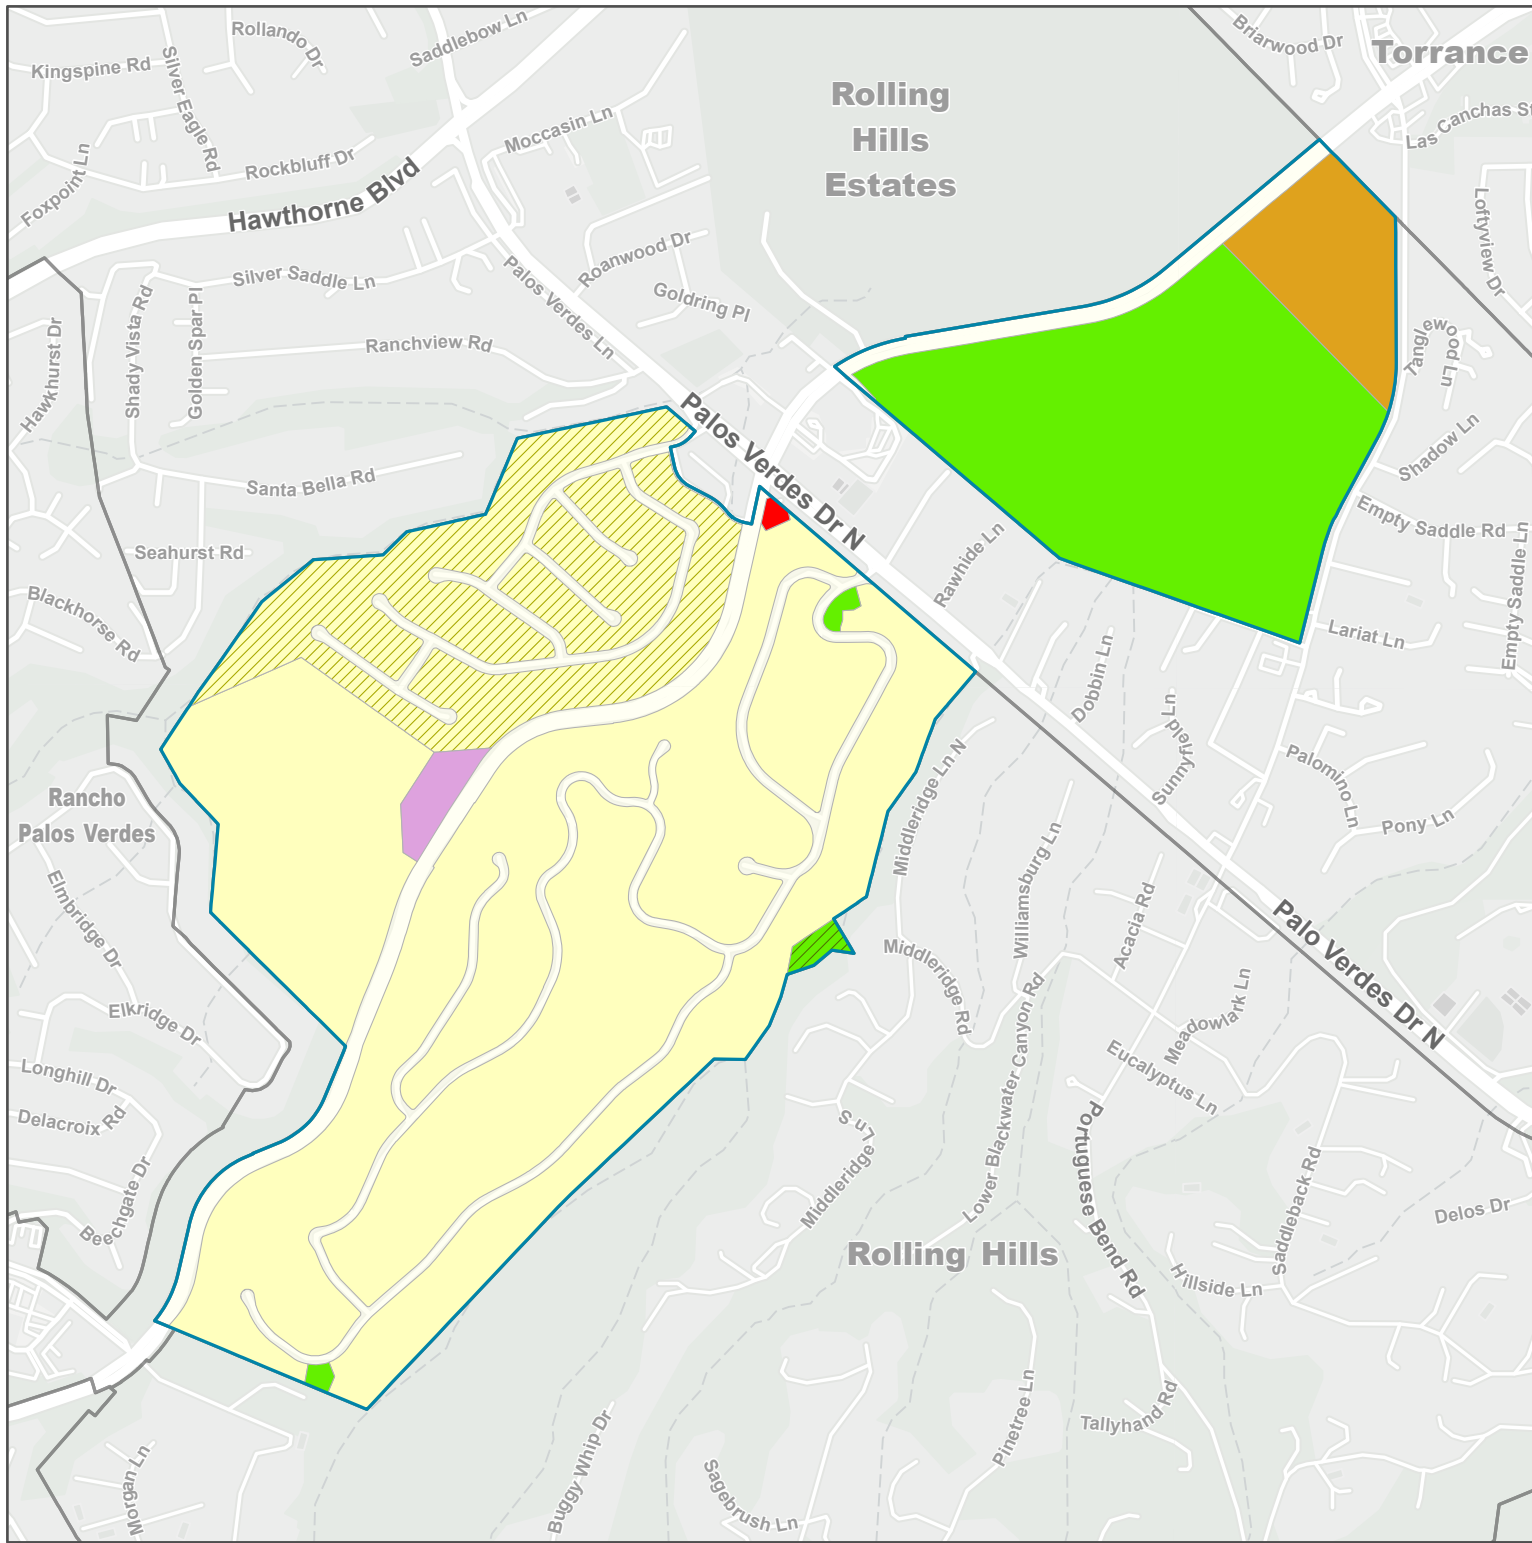 Saddlebow Ln
Rollando Dr
Kingspine Rd
Silver Eagle Rd
Briarwood Dr
Torrance
Rolling
Hills
Estates
Las Canchas St
Moccasin Ln
Foxpoint Ln
Rockbluff Dr
Hawthorne Blvd
Loftyview Dr
Silver Saddle Ln
Roanwood Dr
Palos Verdes Ln
Goldring Pl
Shady Vista Rd
Golden Spar Pl
Hawkhurst Dr
Ranchview Rd
Tanglewood Ln
Palos Verdes Dr N
Shadow Ln
Santa Bella Rd
Empty Saddle Rd
Seahurst Rd
Rawhide Ln
Empty Saddle Ln
Blackhorse Rd
Lariat Ln
Dobbin Ln
Sunnyfield Ln
Middleridge Ln N
Palomino Ln
Pony Ln
Rancho
Palos Verdes
Williamsburg Ln
Acacia Rd
Elmbridge Dr
Palo Verdes Dr N
Middleridge Rd
Meadowlark Ln
Elkridge Dr
Lower Blackwater Canyon Rd
Eucalyptus Ln
Longhill Dr
Delacroix Rd
Portuguese Bend Rd
Middleridge Ln S
Beechgate Dr
Saddleback Rd
Delos Dr
Rolling Hills
Hillside Ln
Pinetree Ln
Tallyhand Rd
Buggy Whip Dr
Morgan Ln
Sagebrush Ln